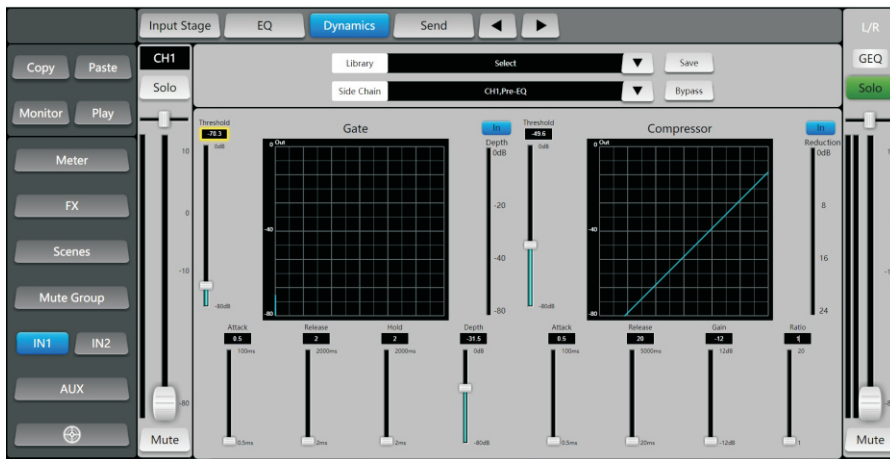 Input Stage EQ Dynamics Send
L/R
Copy Paste
CH1
Library Select Save
GEQ
Solo
Side Chain CH1,Pre-EQ Bypass
Solo
Monitor Play
Threshold
-78.3
0dB
-80dB
Gate
In
Depth
0dB
-20
-40
-80
0 Out
-40
-80
Threshold
-49.6
0dB
-80dB
Compressor
In
Reduction
0dB
8
16
24
0 Out
-40
-80
10
0
-10
-80
Meter
FX
Scenes
Mute Group
IN1 IN2
AUX
Attack Release Hold Depth Attack Release Gain Ratio
0.5 2 2 -31.5 0.5 20 -12 1
100ms 2000ms 2000ms 0dB 100ms 5000ms 12dB 20
0.5ms 2ms 2ms -80dB 0.5ms 20ms -12dB 1
Mute
Mute